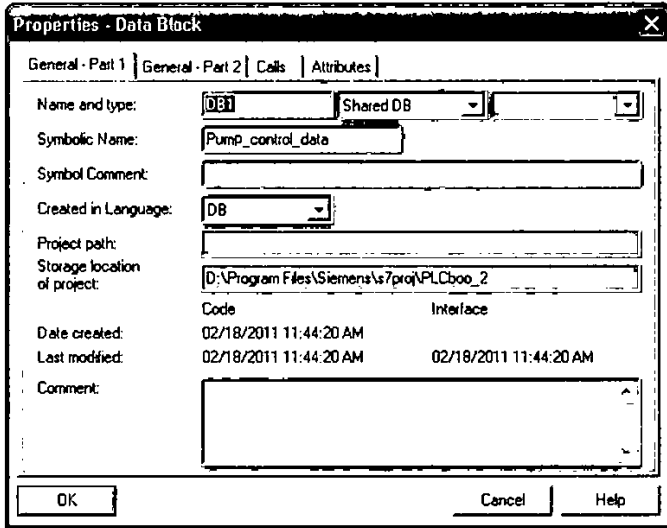 Properties - Data Block
General - Part 1 General - Part 2 Calls Attributes
Name and type: DB1 Shared DB
Symbolic Name: Pump_control_data
Symbol Comment:
Created in Language: DB
Project path:
Storage location
of project: D:\Program Files\Siemens\s7proj\PLCboo_2
Code Interface
Date created: 02/18/2011 11:44:20 AM
Last modified: 02/18/2011 11:44:20 AM 02/18/2011 11:44:20 AM
Comment:
OK Cancel Help